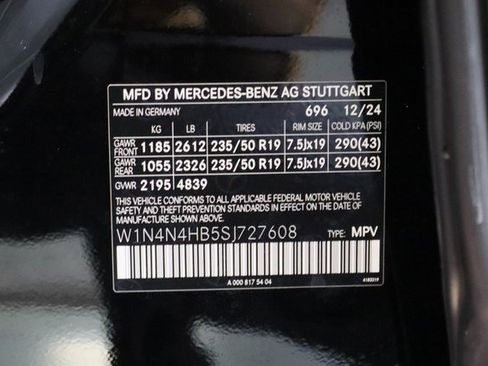 MFD BY MERCEDES-BENZ AG STUTTGART
MADE IN GERMANY 696 12/24
KG LB TIRES RIM SIZE COLD KPA (PSI)
GAWR FRONT 1185 2612 235/50 R19 7.5Jx19 290(43)
GAWR REAR 1055 2326 235/50 R19 7.5Jx19 290(43)
GVWR 2195 4839
THIS VEHICLE CONFORMS TO ALL APPLICABLE FEDERAL MOTOR VEHICLE
SAFETY AND THEFT PREVENTION STANDARDS IN EFFECT
ON THE DATE OF MANUFACTURE SHOWN ABOVE.
W1N4N4HB5SJ727608 TYPE: MPV
A 000 817 54 04